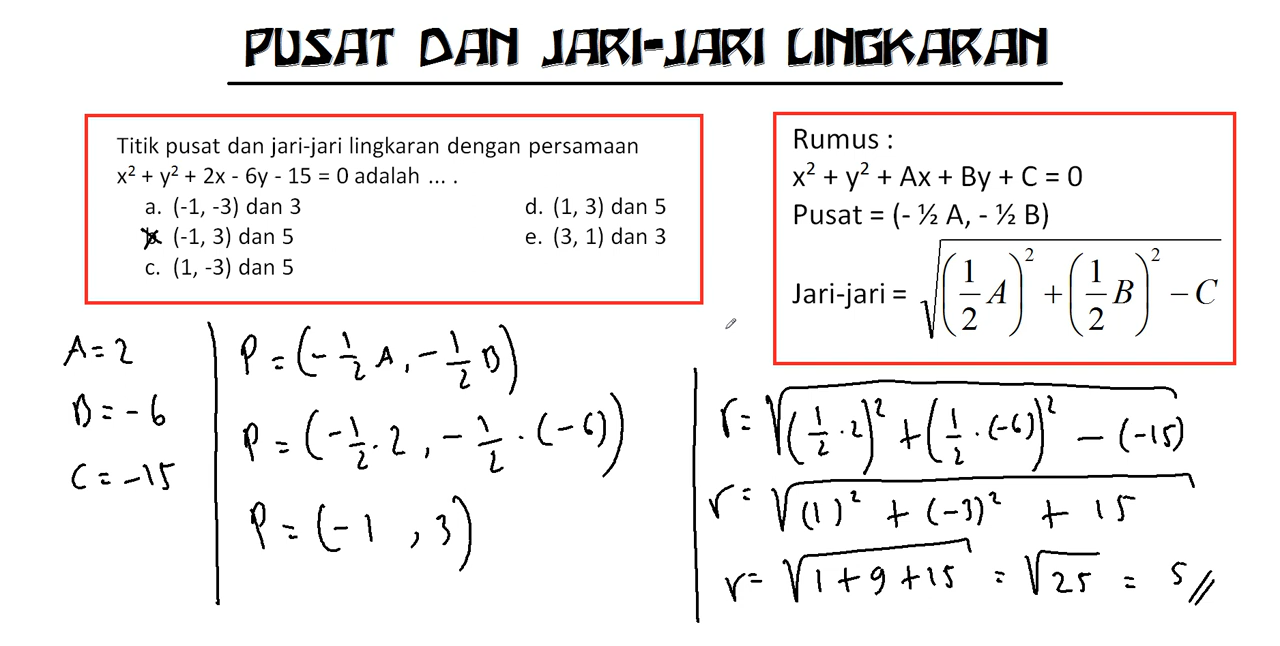 PUSAT DAN JARI-JARI LINGKARAN
Titik pusat dan jari-jari lingkaran dengan persamaan
x² + y² + 2x - 6y - 15 = 0 adalah ... .
a. (-1, -3) dan 3
b. (-1, 3) dan 5
c. (1, -3) dan 5
d. (1, 3) dan 5
e. (3, 1) dan 3
Rumus :
x² + y² + Ax + By + C = 0
Pusat = (- ½ A, - ½ B)
Jari-jari = √((1/2 A)² + (1/2 B)² − C)
A = 2
B = -6
C = -15
P = (-1/2 A, -1/2 B)
P = (-1/2 . 2, -1/2 . (-6))
P = (-1, 3)
r = √((1/2 . 2)² + (1/2 . (-6))² - (-15))
r = √((1)² + (-3)² + 15)
r = √(1 + 9 + 15) = √25 = 5 //